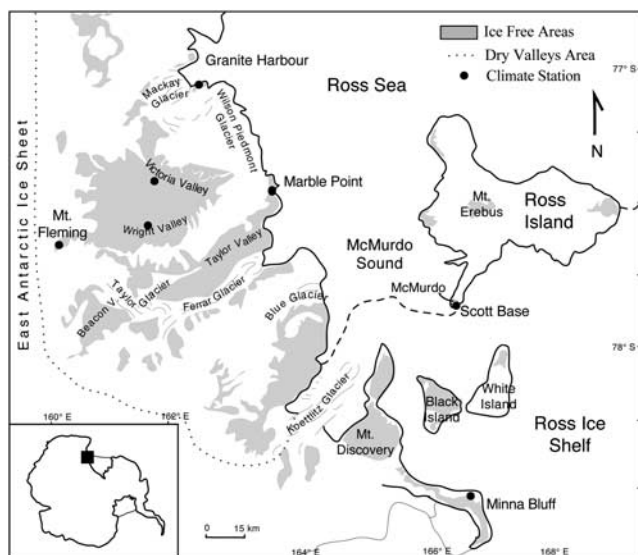 Ice Free Areas
Dry Valleys Area
Climate Station
77° S
N
Granite Harbour
Mackay
Glacier
Wilson Piedmont
Glacier
Ross Sea
East Antarctic Ice Sheet
Victoria Valley
Marble Point
Mt.
Erebus
Ross
Island
Mt.
Fleming
Wright Valley
Taylor Valley
McMurdo
Sound
Beacon V.
Taylor Glacier
Ferrar Glacier
Blue Glacier
McMurdo
Scott Base
78° S
160° E
162° E
Koettlitz Glacier
Black
Island
White
Island
Mt.
Discovery
Ross Ice
Shelf
Minna Bluff
0 15 km
164° E
166° E
168° E